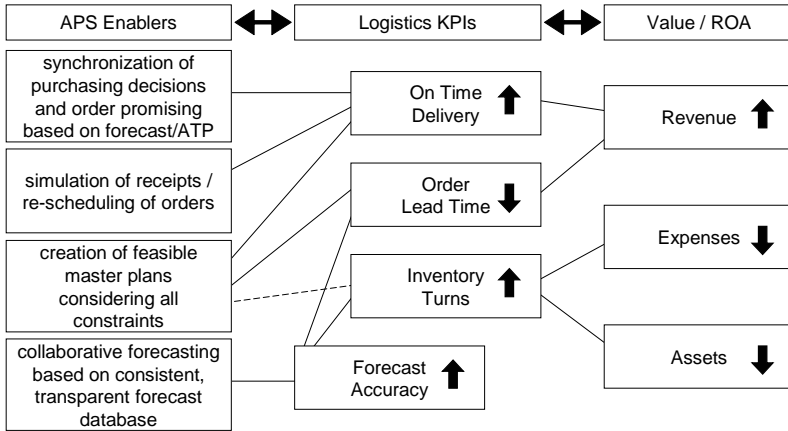 APS Enablers
Logistics KPIs
Value / ROA
synchronization of
purchasing decisions
and order promising
based on forecast/ATP
simulation of receipts /
re-scheduling of orders
creation of feasible
master plans
considering all
constraints
collaborative forecasting
based on consistent,
transparent forecast
database
On Time
Delivery
Order
Lead Time
Inventory
Turns
Forecast
Accuracy
Revenue
Expenses
Assets